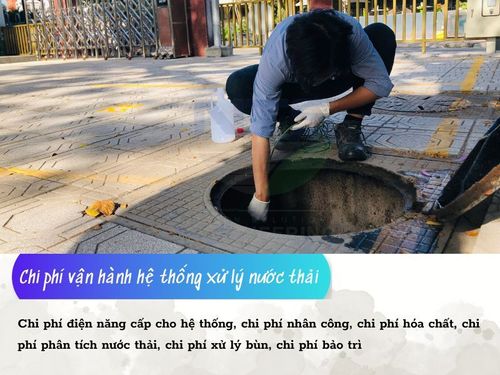 Chi phí vận hành hệ thống xử lý nước thải
Chi phí điện năng cấp cho hệ thống, chi phí nhân công, chi phí hóa chất, chi
phí phân tích nước thải, chi phí xử lý bùn, chi phí bảo trì